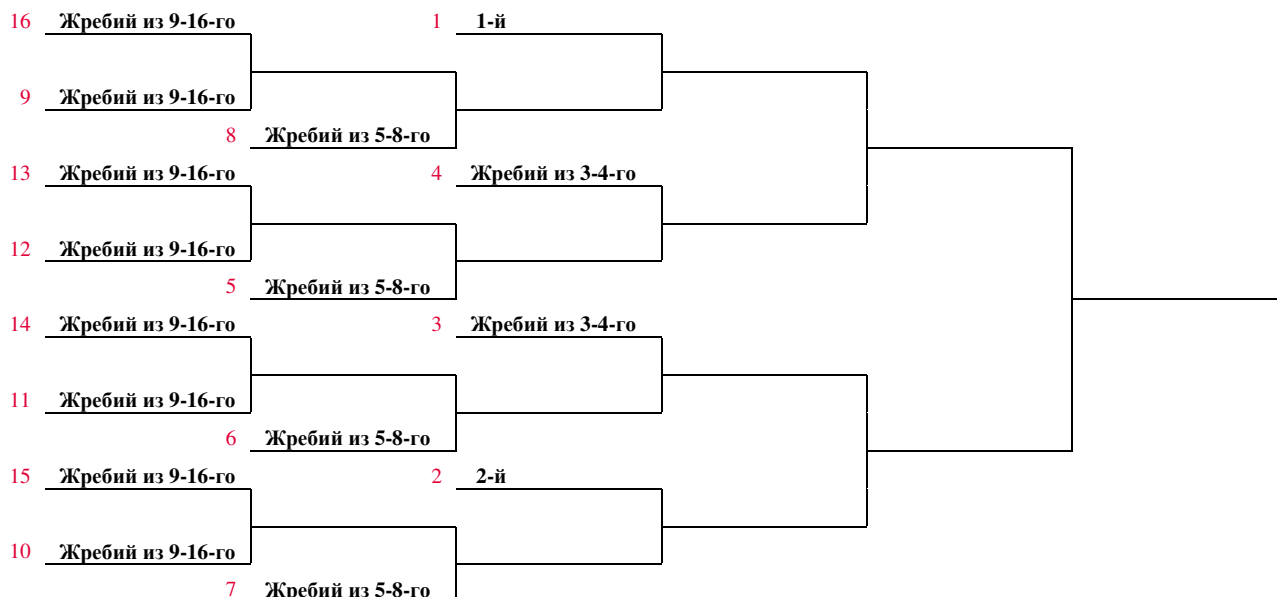 16 Жребий из 9-16-го 1 1-й
9 Жребий из 9-16-го
8 Жребий из 5-8-го
13 Жребий из 9-16-го 4 Жребий из 3-4-го
12 Жребий из 9-16-го
5 Жребий из 5-8-го
14 Жребий из 9-16-го 3 Жребий из 3-4-го
11 Жребий из 9-16-го
6 Жребий из 5-8-го
15 Жребий из 9-16-го 2 2-й
10 Жребий из 9-16-го
7 Жребий из 5-8-го